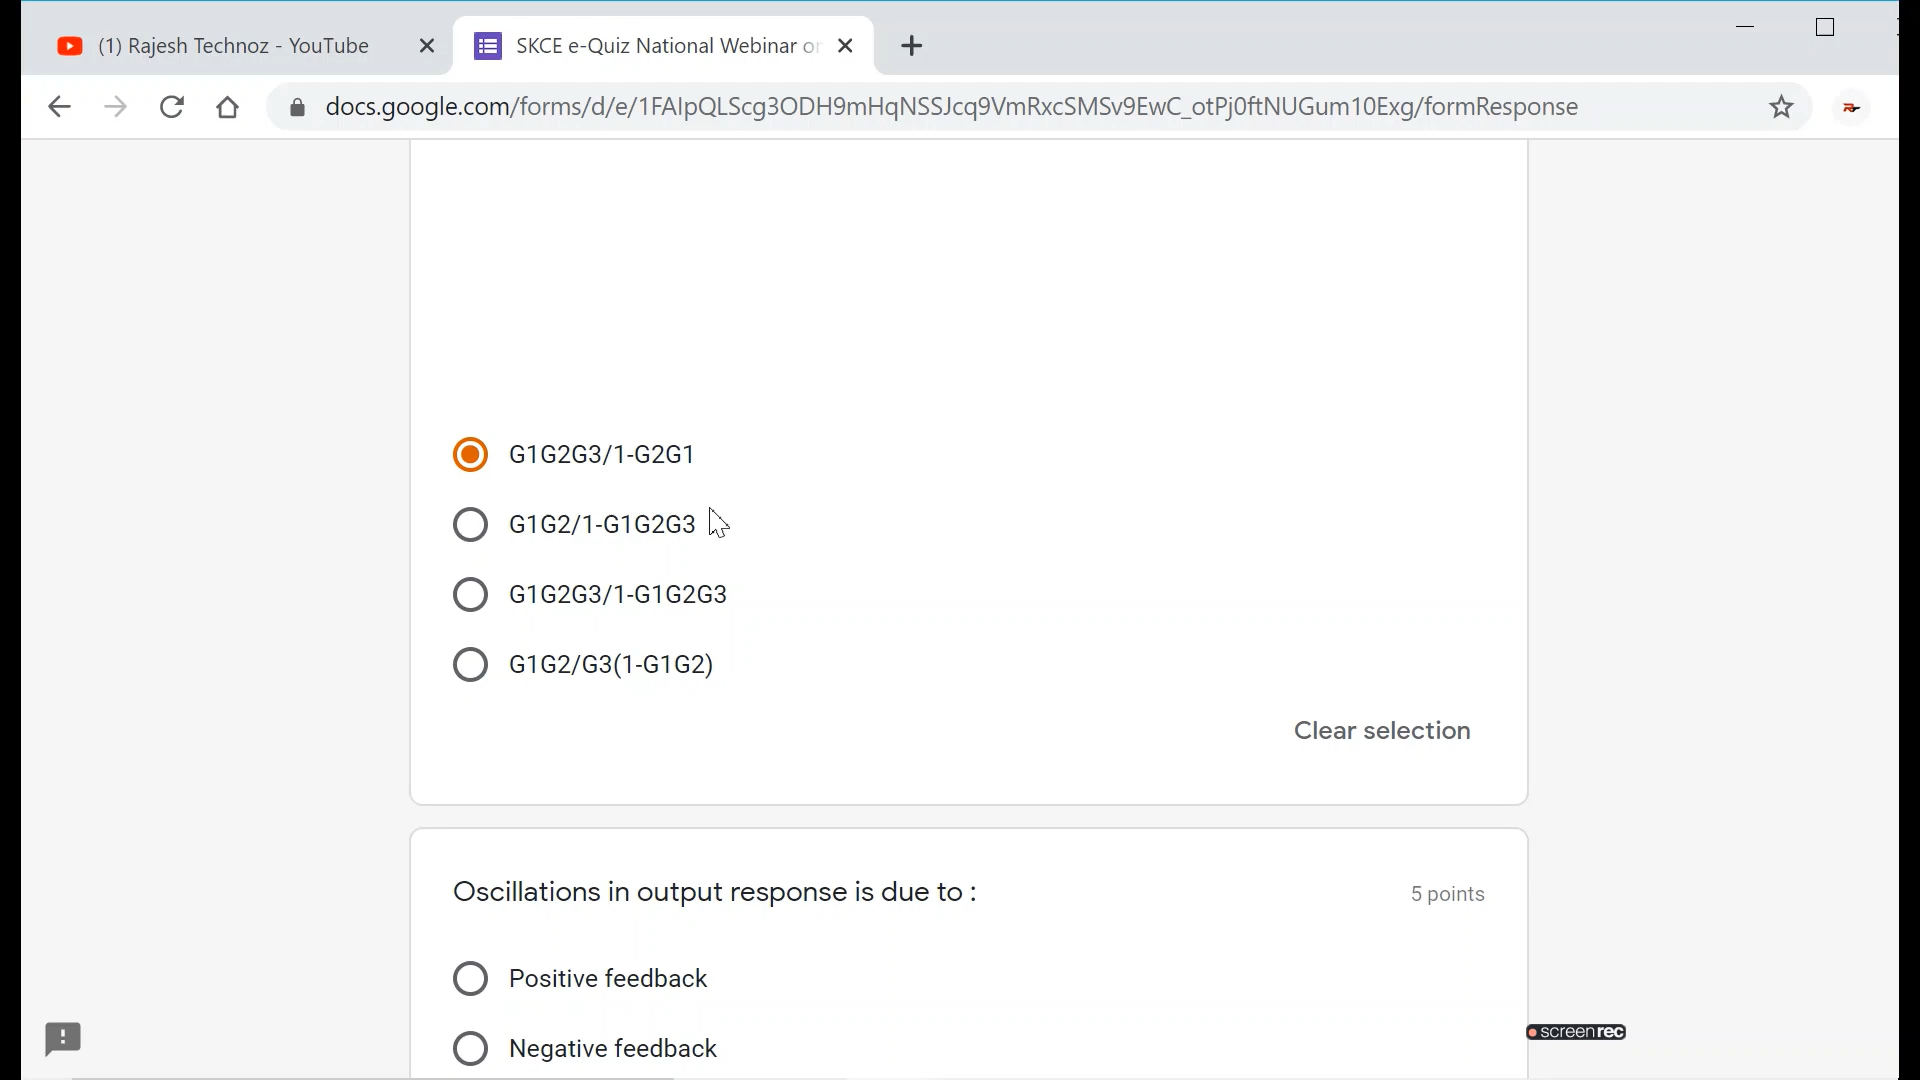 (1) Rajesh Technoz - YouTube
SKCE e-Quiz National Webinar or
docs.google.com/forms/d/e/1FAIpQLScg3ODH9mHqNSSJcq9VmRxcSMSv9EwC_otPj0ftNUGum10Exg/formResponse
G1G2G3/1-G2G1
G1G2/1-G1G2G3
G1G2G3/1-G1G2G3
G1G2/G3(1-G1G2)
Clear selection
Oscillations in output response is due to :
5 points
Positive feedback
Negative feedback
screenrec